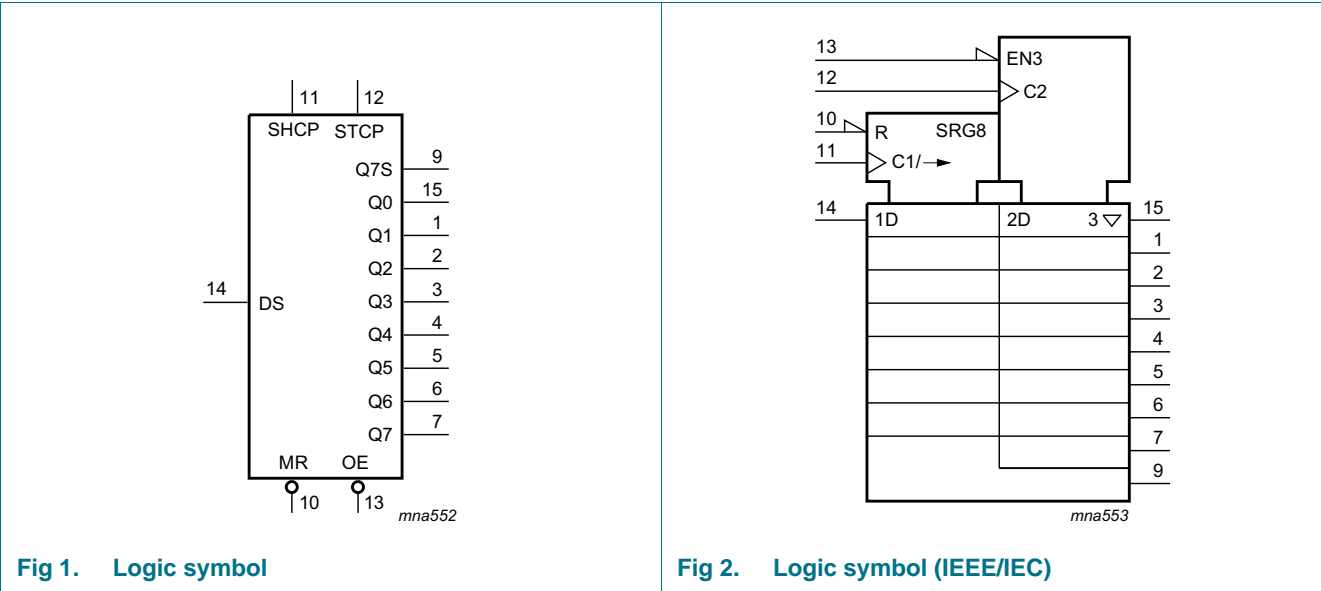 11 12
SHCP STCP
Q7S 9
Q0 15
Q1 1
Q2 2
14 DS Q3 3
Q4 4
Q5 5
Q6 6
Q7 7
MR OE
10 13
mna552
Fig 1. Logic symbol
13 EN3
12 C2
10 R SRG8
11 C1/→
14 1D 2D 3 ▽ 15
1
2
3
4
5
6
7
9
mna553
Fig 2. Logic symbol (IEEE/IEC)